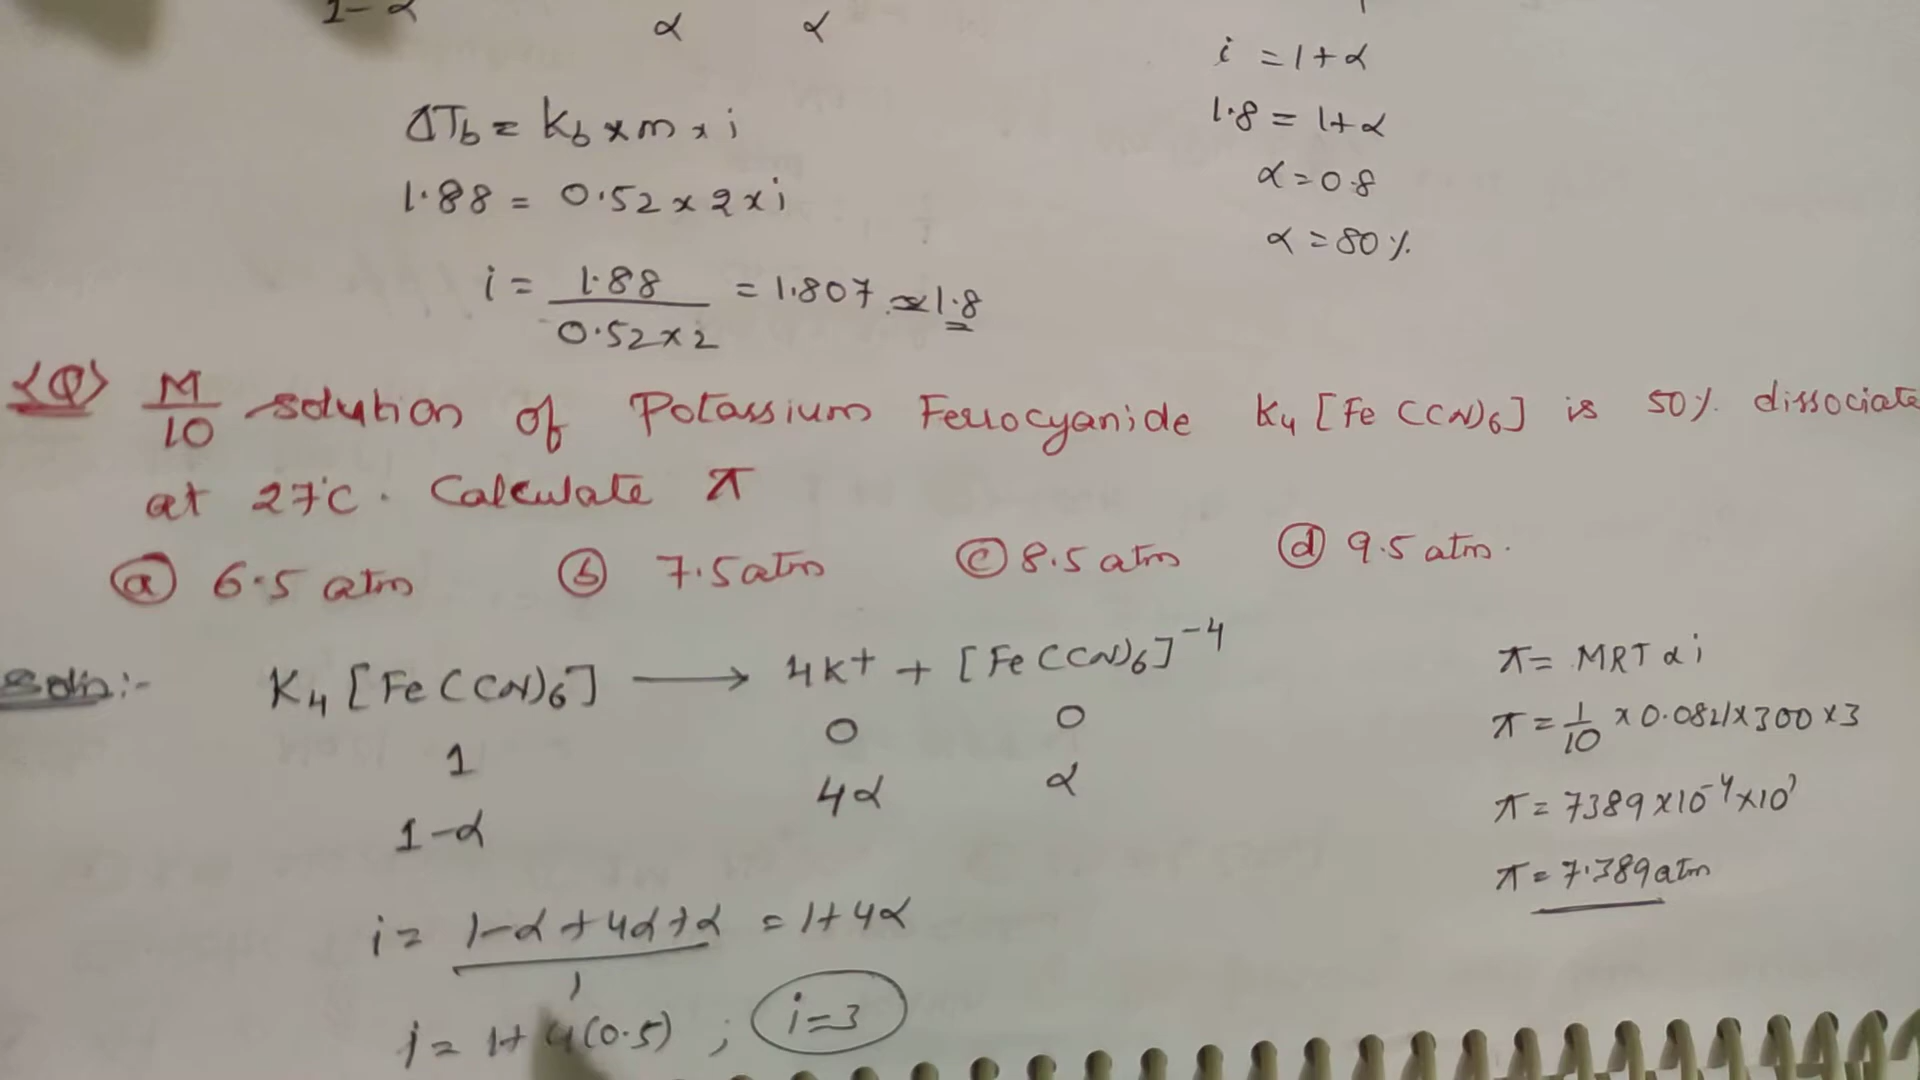 1-α
α α
ΔTb = Kb × m × i
1.88 = 0.52 × 2 × i
i = 1.88 / 0.52×2 = 1.807 ≈ 1.8
i = 1+α
1.8 = 1+α
α = 0.8
α = 80%
<Q> M/10 solution of Potassium Ferrocyanide K4[Fe(CN)6] is 50% dissociate
at 27°C. Calculate π
(a) 6.5 atm (b) 7.5 atm (c) 8.5 atm (d) 9.5 atm.
Soln:- K4[Fe(CN)6] → 4K+ + [Fe(CN)6]-4
1 0 0
1-α 4α α
i = 1-α+4α+α / 1 = 1+4α
i = 1+4(0.5) ; i=3
π = MRT × i
π = 1/10 × 0.0821×300×3
π = 7389×10-4×10
π = 7.389 atm